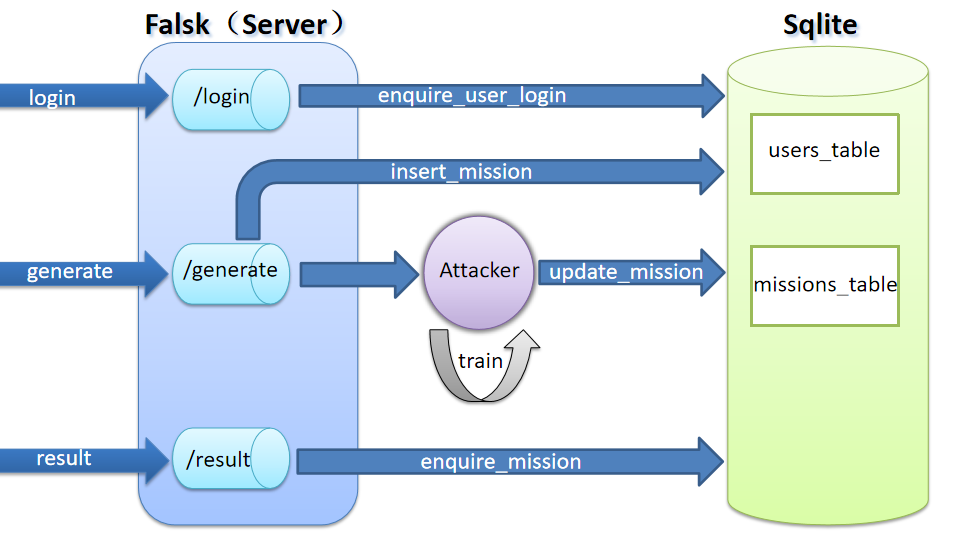 Falsk（Server）
Sqlite
login
/login
enquire_user_login
users_table
insert_mission
generate
/generate
Attacker
update_mission
missions_table
train
result
/result
enquire_mission